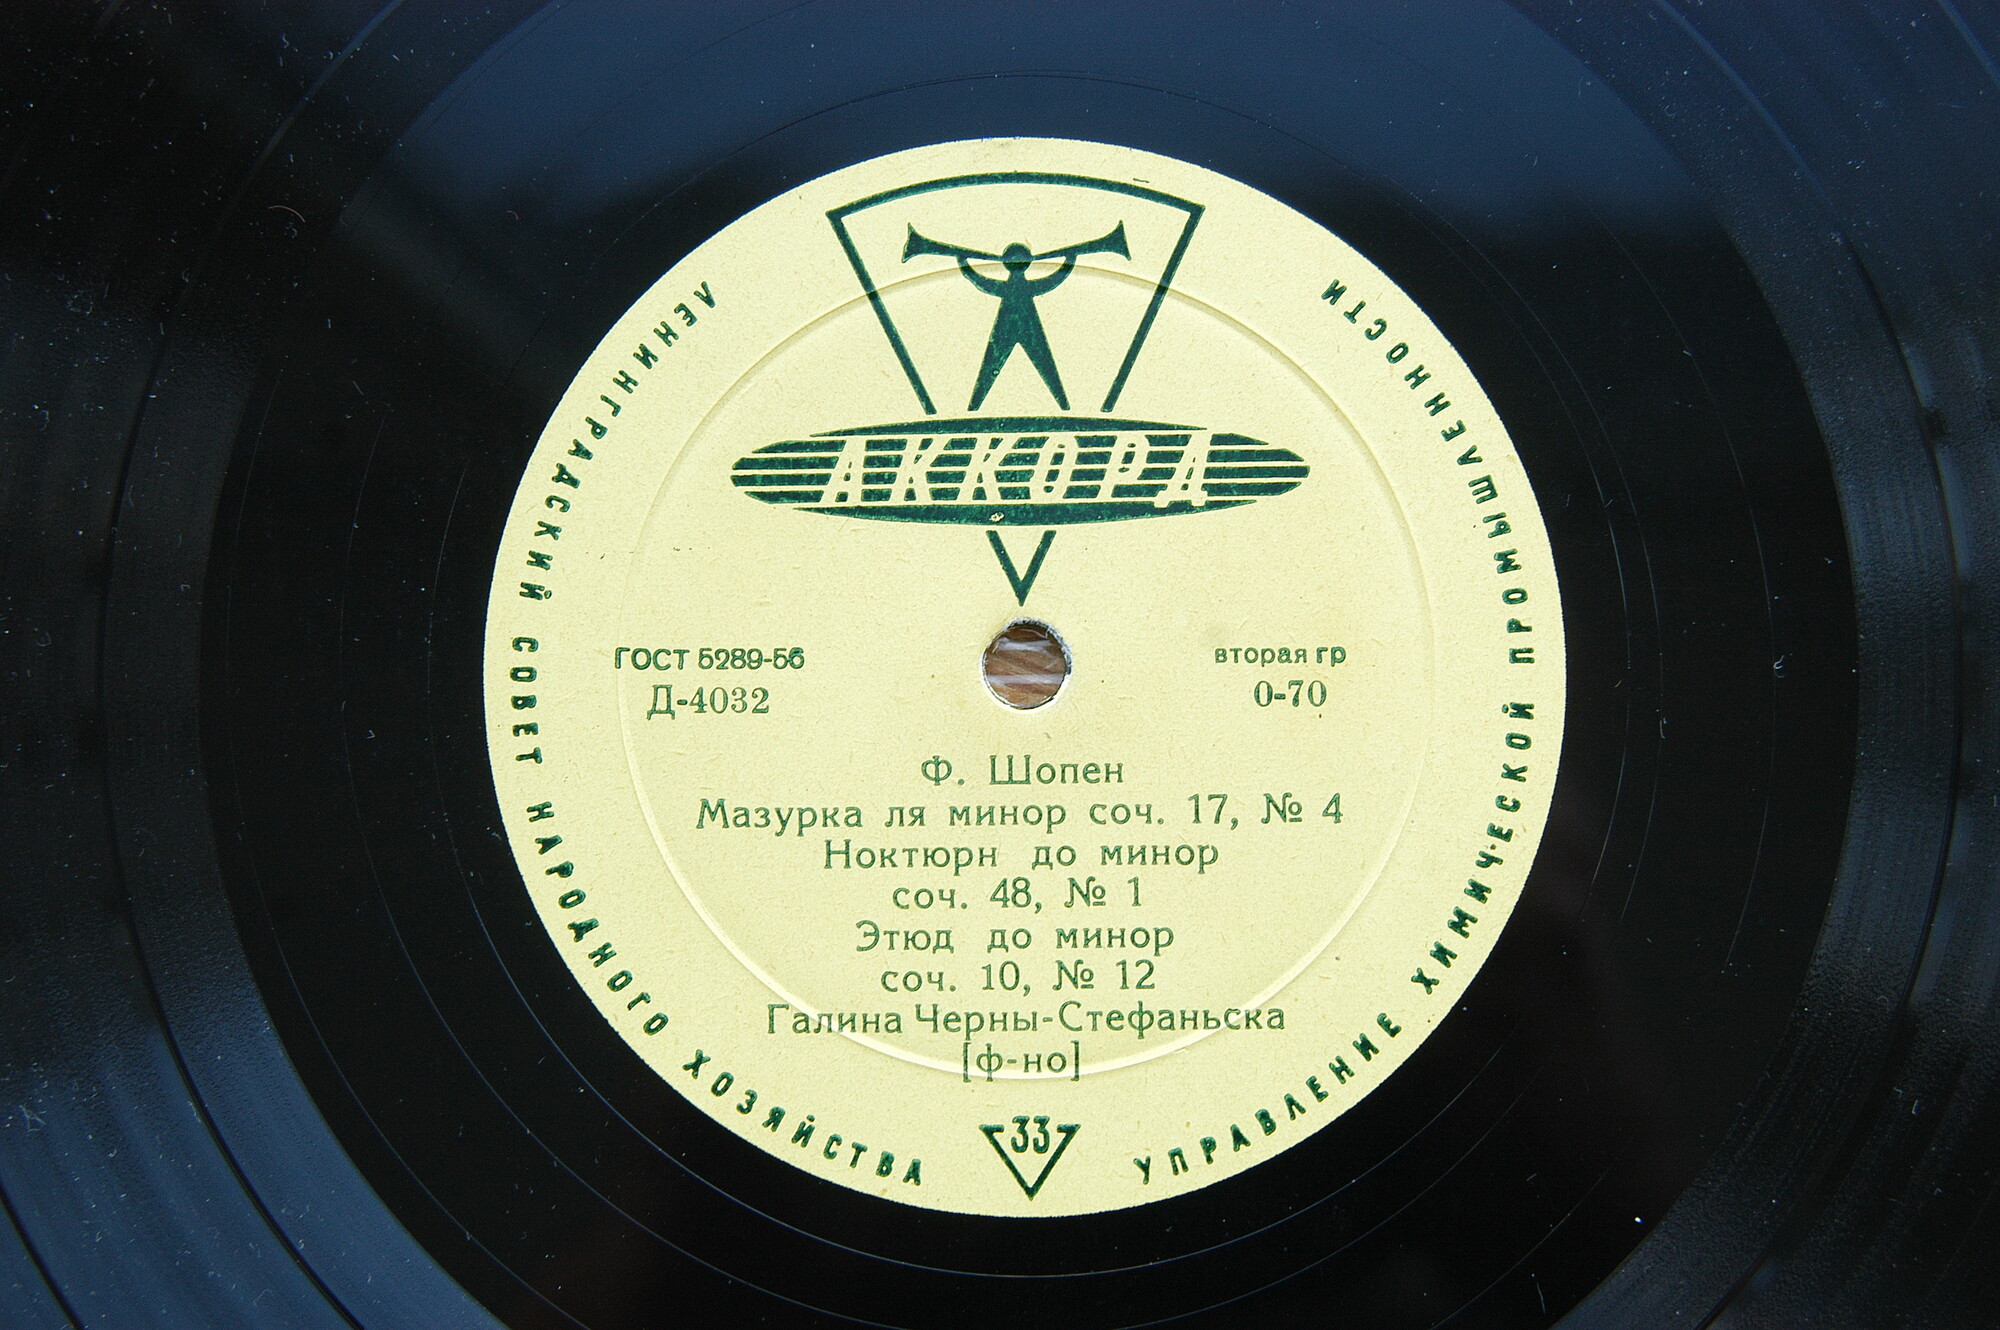 АККОРД
ЛЕНИНГРАДСКИЙ СОВЕТ НАРОДНОГО ХОЗЯЙСТВА
УПРАВЛЕНИЕ ХИМИЧЕСКОЙ ПРОМЫШЛЕННОСТИ
ГОСТ 5289-56
Д-4032
вторая гр
0-70
Ф. Шопен
Мазурка ля минор соч. 17, № 4
Ноктюрн до минор
соч. 48, № 1
Этюд до минор
соч. 10, № 12
Галина Черны-Стефаньска
[ф-но]
33